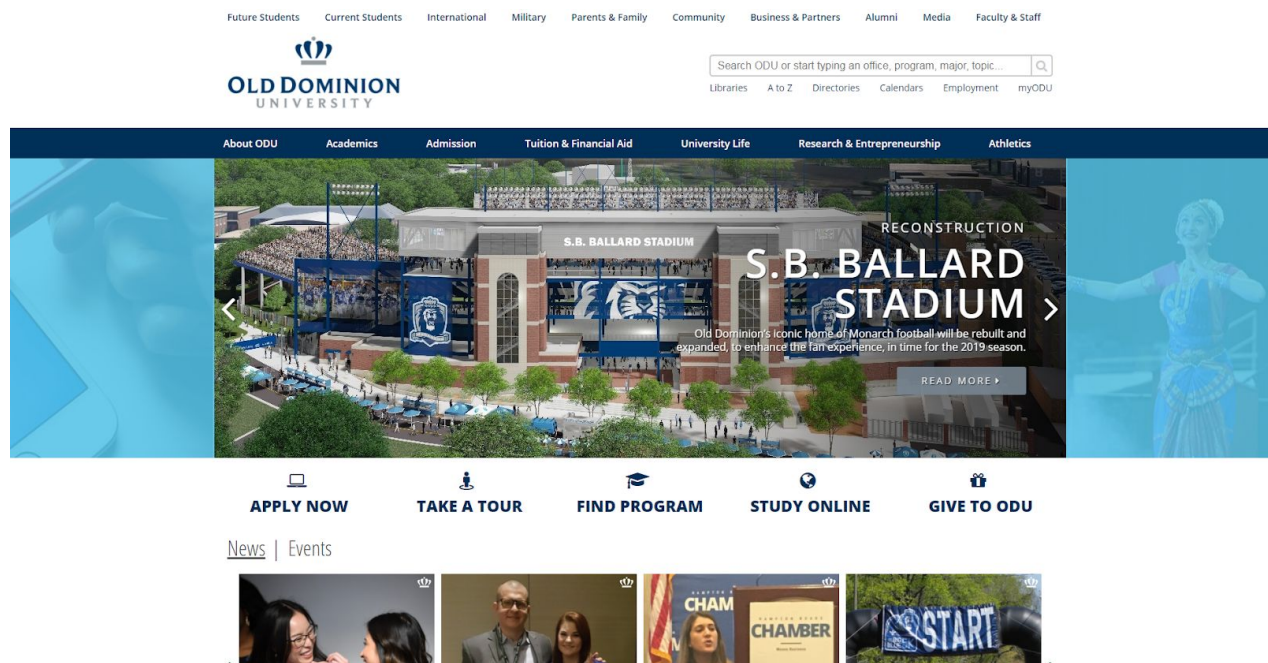 Future Students Current Students International Military Parents & Family Community Business & Partners Alumni Media Faculty & Staff
OLD DOMINION
UNIVERSITY
Search ODU or start typing an office, program, major, topic...
Libraries A to Z Directories Calendars Employment myODU
About ODU Academics Admission Tuition & Financial Aid University Life Research & Entrepreneurship Athletics
S.B. BALLARD STADIUM
RECONSTRUCTION
S.B. BALLARD
STADIUM
Old Dominion's iconic home of Monarch football will be rebuilt and
expanded, to enhance the fan experience, in time for the 2019 season.
READ MORE
APPLY NOW TAKE A TOUR FIND PROGRAM STUDY ONLINE GIVE TO ODU
News | Events
CHAM
HAMPTON ROADS
CHAMBER
START